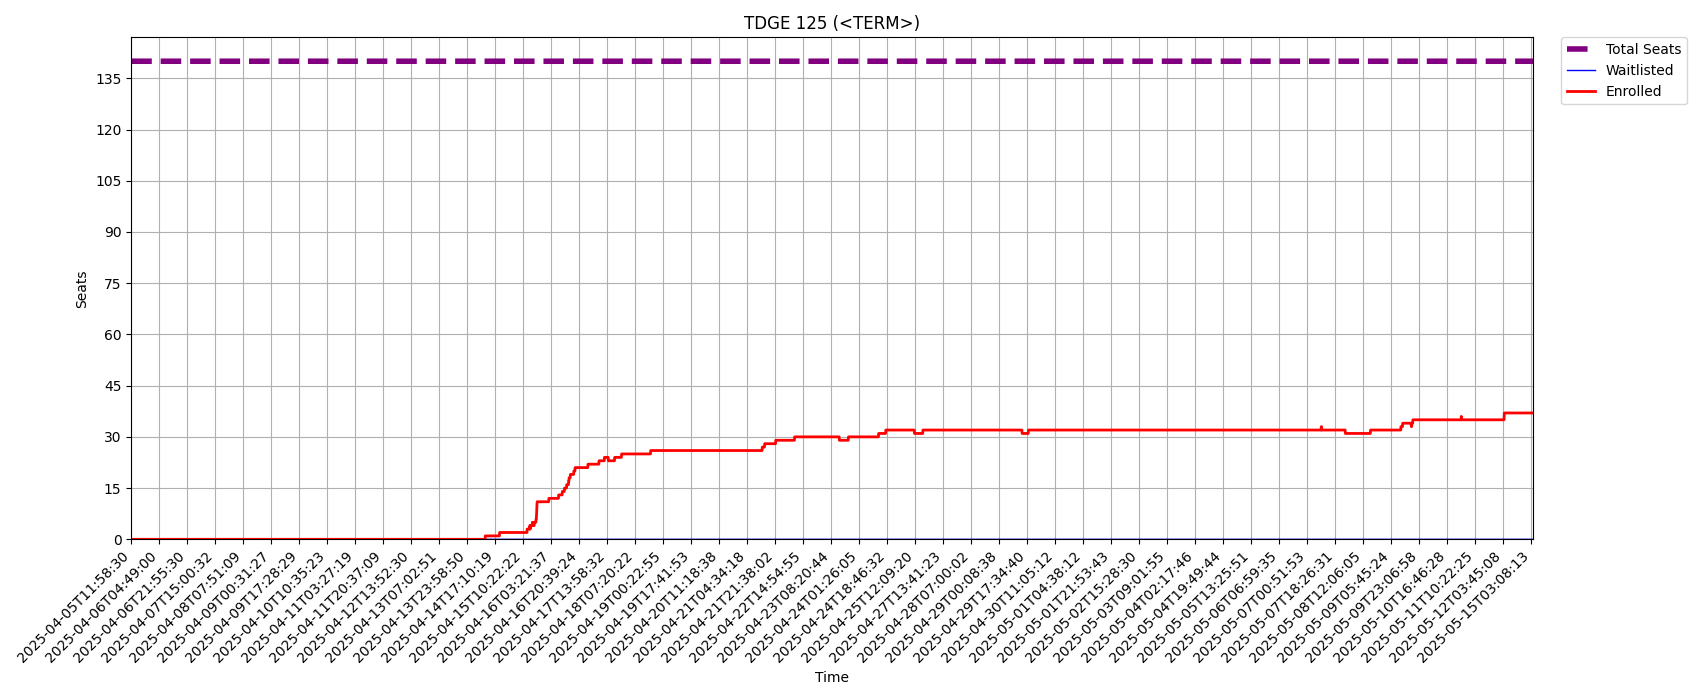 TDGE 125 (<TERM>)
Total Seats
Waitlisted
Enrolled
135
120
105
90
75
60
45
30
15
0
Seats
2025-04-05T11:58:30
2025-04-06T04:49:00
2025-04-06T21:55:30
2025-04-07T15:00:32
2025-04-08T07:51:09
2025-04-09T00:31:27
2025-04-09T17:28:29
2025-04-10T10:35:23
2025-04-11T03:27:19
2025-04-11T20:37:09
2025-04-12T13:52:30
2025-04-13T07:02:51
2025-04-13T23:58:50
2025-04-14T17:10:19
2025-04-15T10:22:22
2025-04-16T03:21:37
2025-04-16T20:39:24
2025-04-17T13:58:32
2025-04-18T07:20:22
2025-04-19T00:22:55
2025-04-19T17:41:53
2025-04-20T11:18:38
2025-04-21T04:34:18
2025-04-21T21:38:02
2025-04-22T14:54:55
2025-04-23T08:20:44
2025-04-24T01:26:05
2025-04-24T18:46:32
2025-04-25T12:09:20
2025-04-27T13:41:23
2025-04-28T07:00:02
2025-04-29T00:08:38
2025-04-29T17:34:40
2025-04-30T11:05:12
2025-05-01T04:38:12
2025-05-01T21:53:43
2025-05-02T15:28:30
2025-05-03T09:01:55
2025-05-04T02:17:46
2025-05-04T19:49:44
2025-05-05T13:25:51
2025-05-06T06:59:35
2025-05-07T00:51:53
2025-05-07T18:26:31
2025-05-08T12:06:05
2025-05-09T05:45:24
2025-05-09T23:06:58
2025-05-10T16:46:28
2025-05-11T10:22:25
2025-05-12T03:45:08
2025-05-15T03:08:13
Time